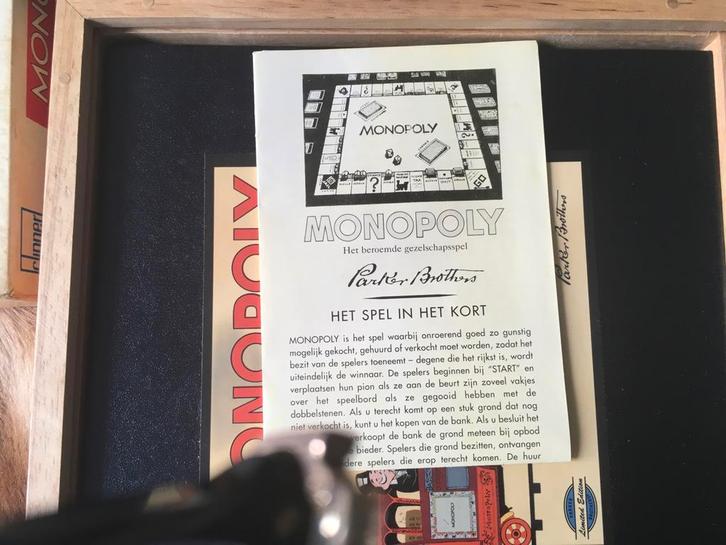 MONOPOLY
MONOPOLY
Het beroemde gezelschapsspel
Parker Brothers
HET SPEL IN HET KORT
MONOPOLY is het spel waarbij onroerend goed zo gunstig
mogelijk gekocht, gehuurd of verkocht moet worden, zodat het
bezit van de spelers toeneemt – degene die het rijkst is, wordt
uiteindelijk de winnaar. De spelers beginnen bij "START" en
verplaatsen hun pion als ze aan de beurt zijn zoveel vakjes
over het speelbord als ze gegooid hebben met de
dobbelstenen. Als u terecht komt op een stuk grond dat nog
niet verkocht is, kunt u het kopen van de bank. Als u besluit het
verkoopt de bank de grond meteen bij opbod
bieder. Spelers die grond bezitten, ontvangen
spelers die erop terecht komen. De huur
MONOPOLY
Parker Brothers
Limited Edition
MONO
clipper
GO
MONOPOLY